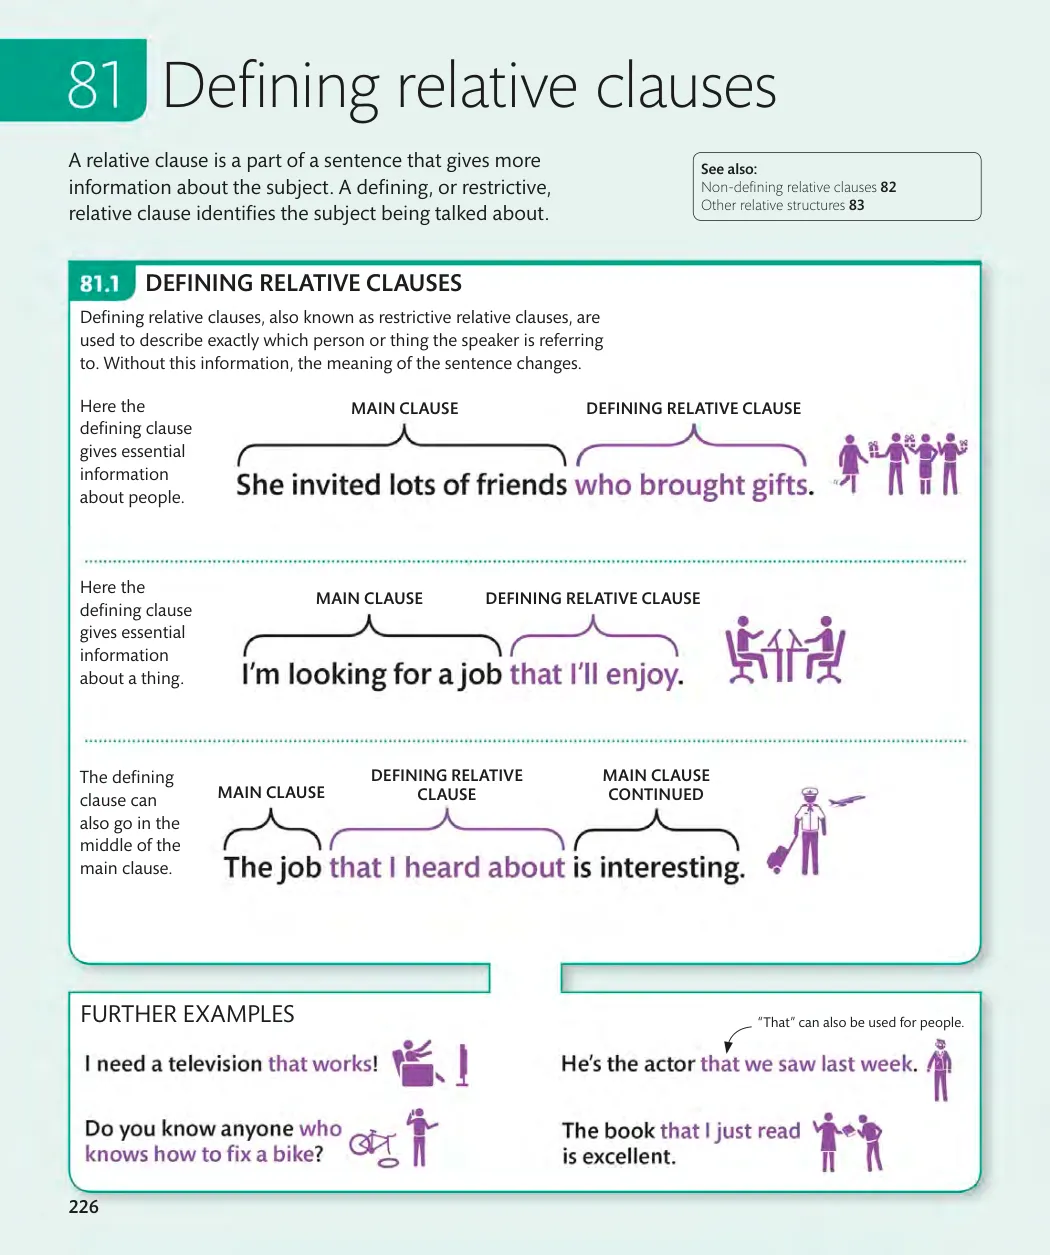 81 Defining relative clauses
A relative clause is a part of a sentence that gives more
information about the subject. A defining, or restrictive,
relative clause identifies the subject being talked about.
See also:
Non-defining relative clauses 82
Other relative structures 83
81.1 DEFINING RELATIVE CLAUSES
Defining relative clauses, also known as restrictive relative clauses, are
used to describe exactly which person or thing the speaker is referring
to. Without this information, the meaning of the sentence changes.
Here the
defining clause
gives essential
information
about people.
MAIN CLAUSE
DEFINING RELATIVE CLAUSE
She invited lots of friends who brought gifts.
Here the
defining clause
gives essential
information
about a thing.
MAIN CLAUSE
DEFINING RELATIVE CLAUSE
I'm looking for a job that I'll enjoy.
The defining
clause can
also go in the
middle of the
main clause.
MAIN CLAUSE
DEFINING RELATIVE
CLAUSE
MAIN CLAUSE
CONTINUED
The job that I heard about is interesting.
FURTHER EXAMPLES
I need a television that works!
Do you know anyone who
knows how to fix a bike?
"That" can also be used for people.
He's the actor that we saw last week.
The book that I just read
is excellent.
226